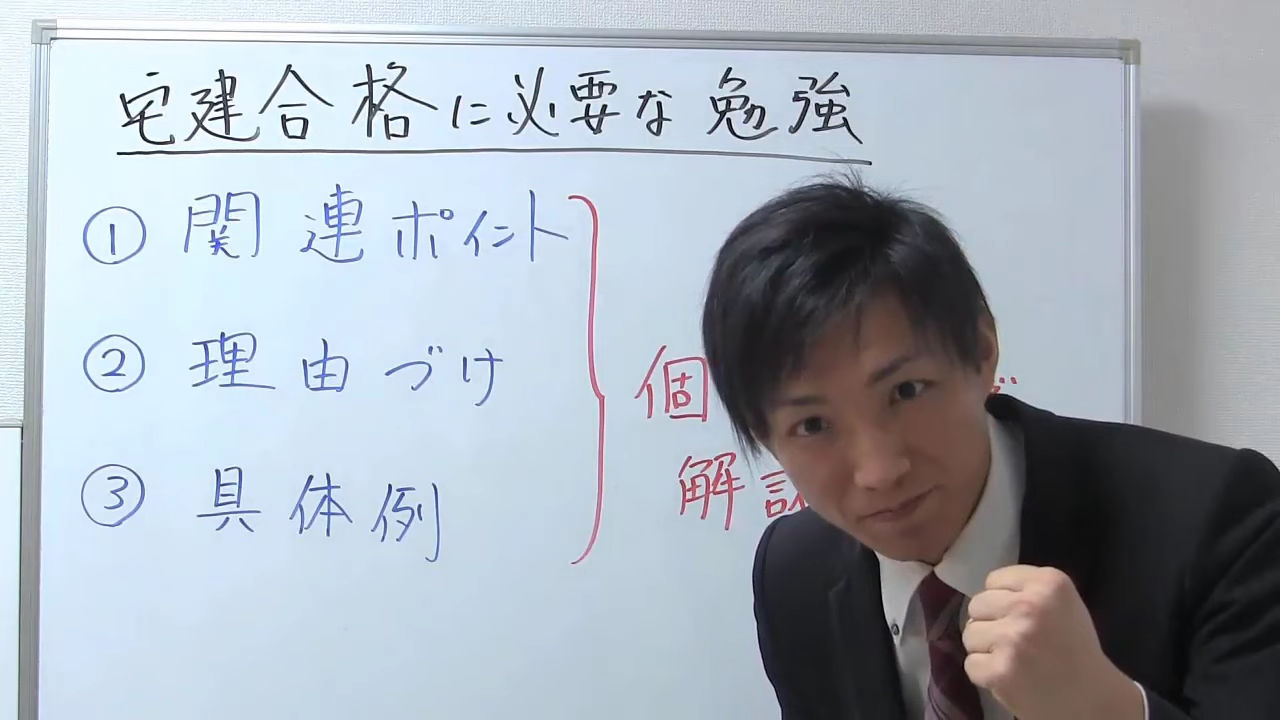 宅建合格に必要な勉強
① 関連ポイント
② 理由づけ
③ 具体例
個
解説